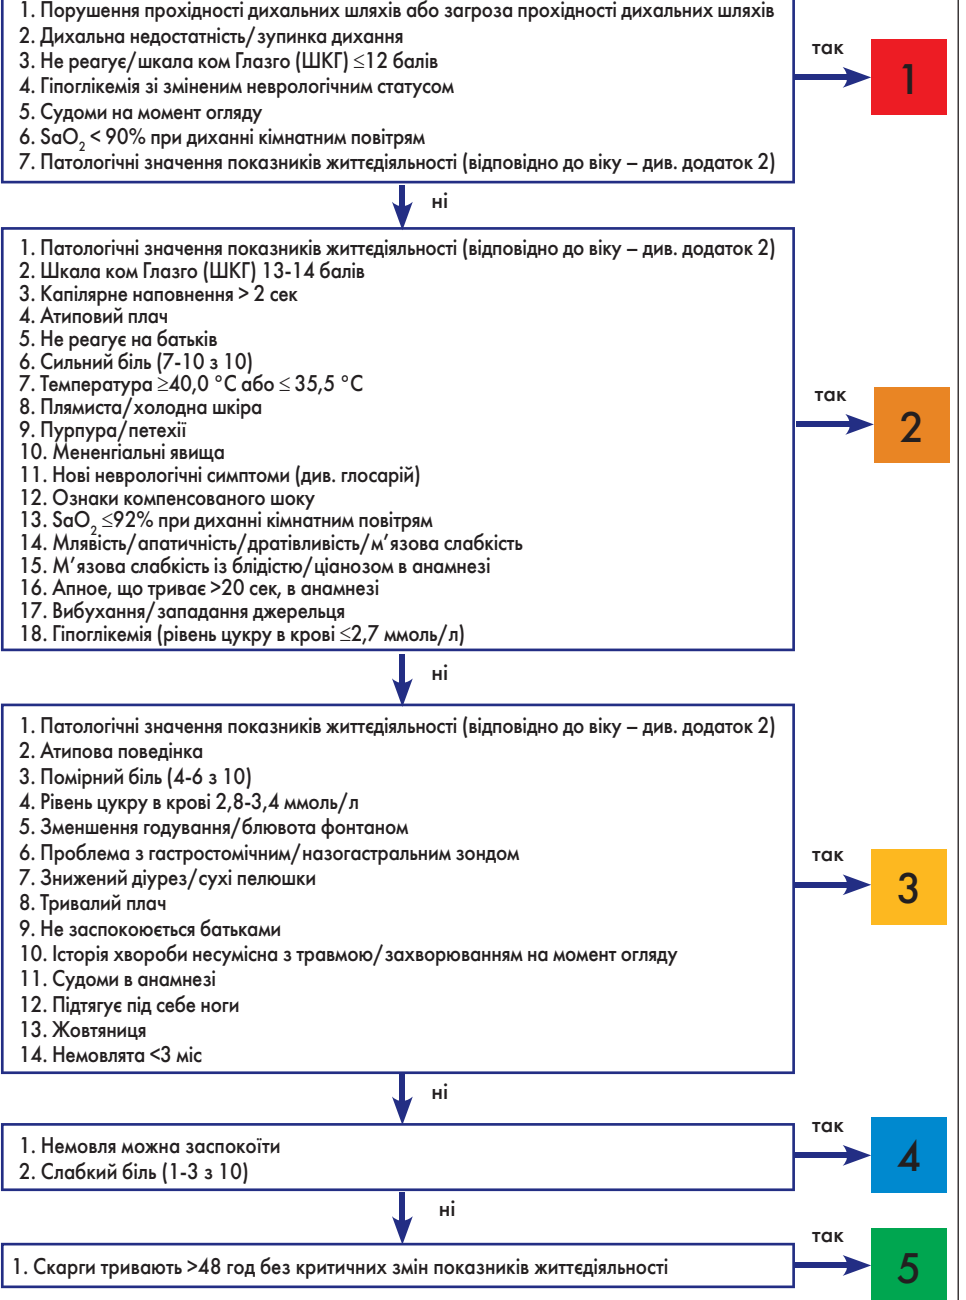 1. Порушення прохідності дихальних шляхів або загроза прохідності дихальних шляхів
2. Дихальна недостатність/зупинка дихання
3. Не реагує/шкала ком Глазго (ШКГ) ≤12 балів
4. Гіпоглікемія зі зміненим неврологічним статусом
5. Судоми на момент огляду
6. SaO₂ < 90% при диханні кімнатним повітрям
7. Патологічні значення показників життєдіяльності (відповідно до віку – див. додаток 2)
так
1
ні
1. Патологічні значення показників життєдіяльності (відповідно до віку – див. додаток 2)
2. Шкала ком Глазго (ШКГ) 13-14 балів
3. Капілярне наповнення > 2 сек
4. Атиповий плач
5. Не реагує на батьків
6. Сильний біль (7-10 з 10)
7. Температура ≥40,0 °C або ≤ 35,5 °C
8. Плямиста/холодна шкіра
9. Пурпура/петехії
10. Мененгіальні явища
11. Нові неврологічні симптоми (див. глосарій)
12. Ознаки компенсованого шоку
13. SaO₂ ≤92% при диханні кімнатним повітрям
14. Млявість/апатичність/дратівливість/м’язова слабкість
15. М’язова слабкість із блідістю/ціанозом в анамнезі
16. Апное, що триває >20 сек, в анамнезі
17. Вибухання/западання джерельця
18. Гіпоглікемія (рівень цукру в крові ≤2,7 ммоль/л)
так
2
ні
1. Патологічні значення показників життєдіяльності (відповідно до віку – див. додаток 2)
2. Атипова поведінка
3. Помірний біль (4-6 з 10)
4. Рівень цукру в крові 2,8-3,4 ммоль/л
5. Зменшення годування/блювота фонтаном
6. Проблема з гастростомічним/назогастральним зондом
7. Знижений діурез/сухі пелюшки
8. Тривалий плач
9. Не заспокоюється батьками
10. Історія хвороби несумісна з травмою/захворюванням на момент огляду
11. Судоми в анамнезі
12. Підтягує під себе ноги
13. Жовтяниця
14. Немовлята <3 міс
так
3
ні
1. Немовля можна заспокоїти
2. Слабкий біль (1-3 з 10)
так
4
ні
1. Скарги тривають >48 год без критичних змін показників життєдіяльності
так
5